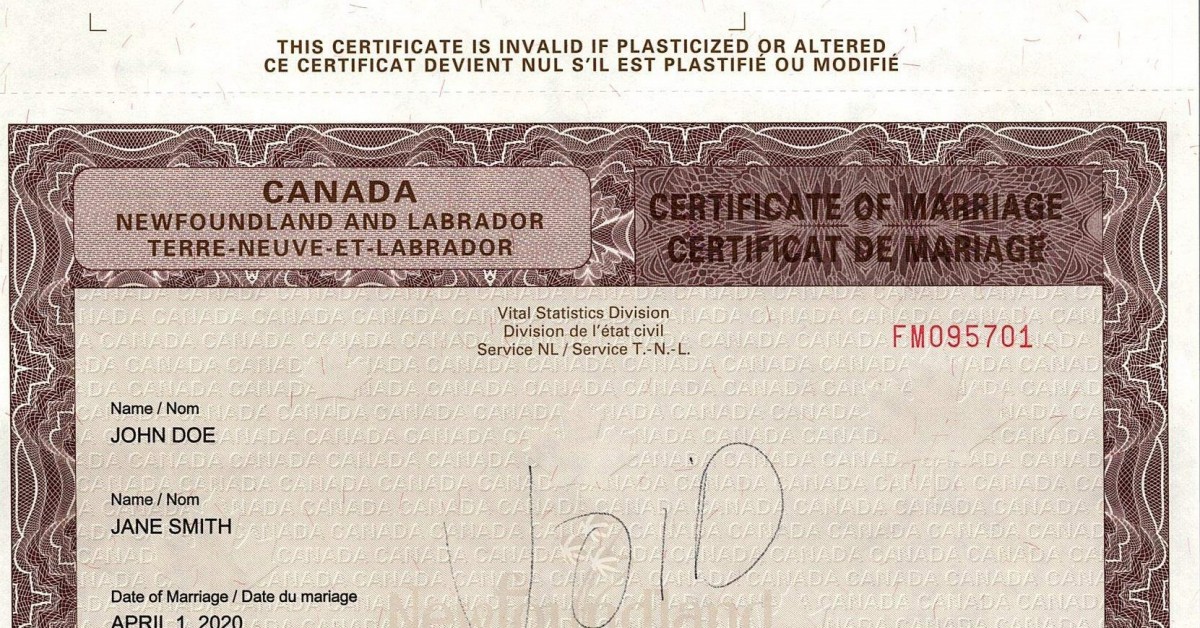 THIS CERTIFICATE IS INVALID IF PLASTICIZED OR ALTERED
CE CERTIFICAT DEVIENT NUL S'IL EST PLASTIFIÉ OU MODIFIÉ
CANADA
NEWFOUNDLAND AND LABRADOR
TERRE-NEUVE-ET-LABRADOR
CERTIFICATE OF MARRIAGE
CERTIFICAT DE MARIAGE
Vital Statistics Division
Division de l'état civil
Service NL / Service T.-N.-L.
FM095701
Name / Nom
JOHN DOE
Name / Nom
JANE SMITH
VOID
Date of Marriage / Date du mariage
Newfoundland
APRIL 1, 2020